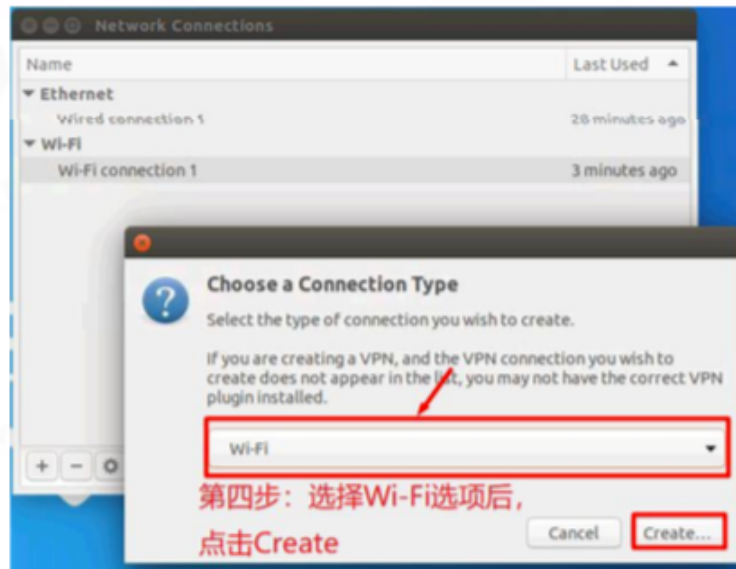 Network Connections
Name Last Used
Ethernet
Wired connection 1 28 minutes ago
Wi-Fi
Wi-Fi connection 1 3 minutes ago
Choose a Connection Type
Select the type of connection you wish to create.
If you are creating a VPN, and the VPN connection you wish to
create does not appear in the list, you may not have the correct VPN
plugin installed.
Wi-Fi
第四步：选择Wi-Fi选项后，
点击Create
Cancel Create...